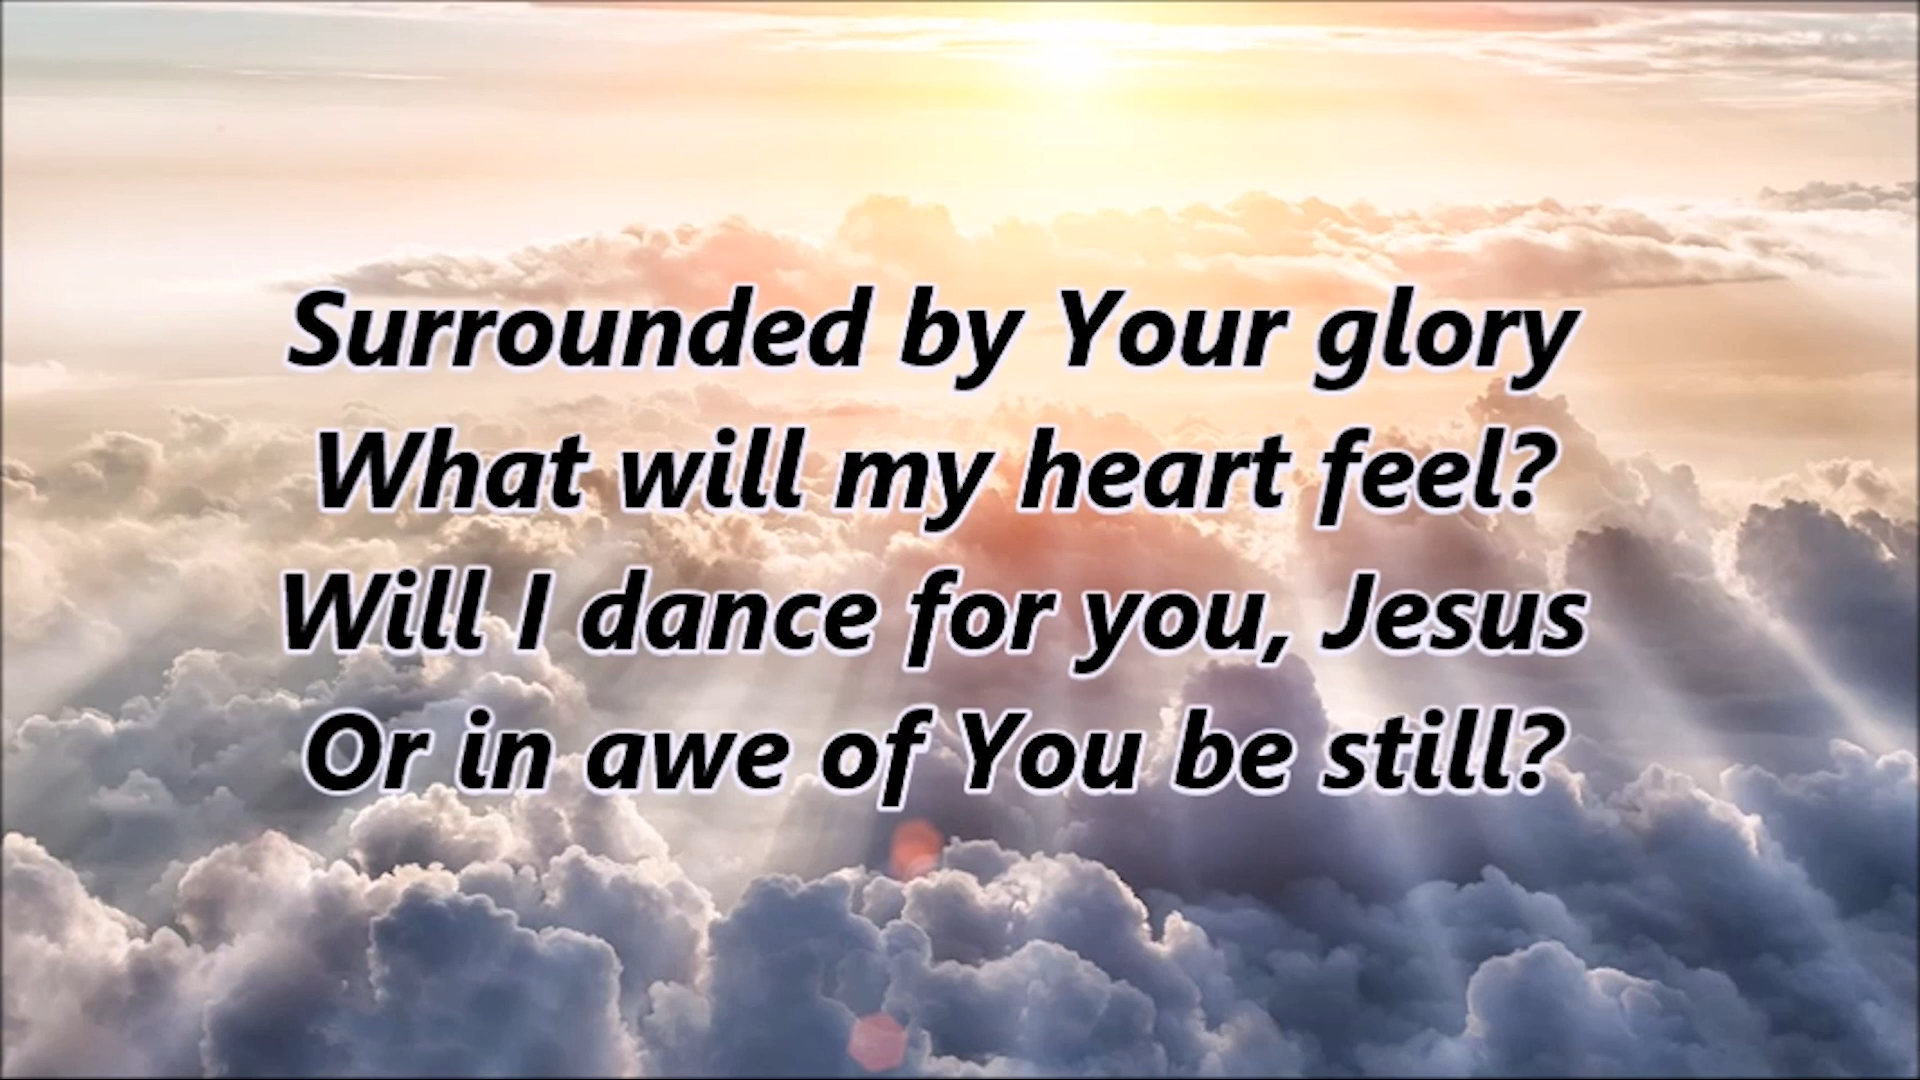 Surrounded by Your glory
What will my heart feel?
Will I dance for you, Jesus
Or in awe of You be still?